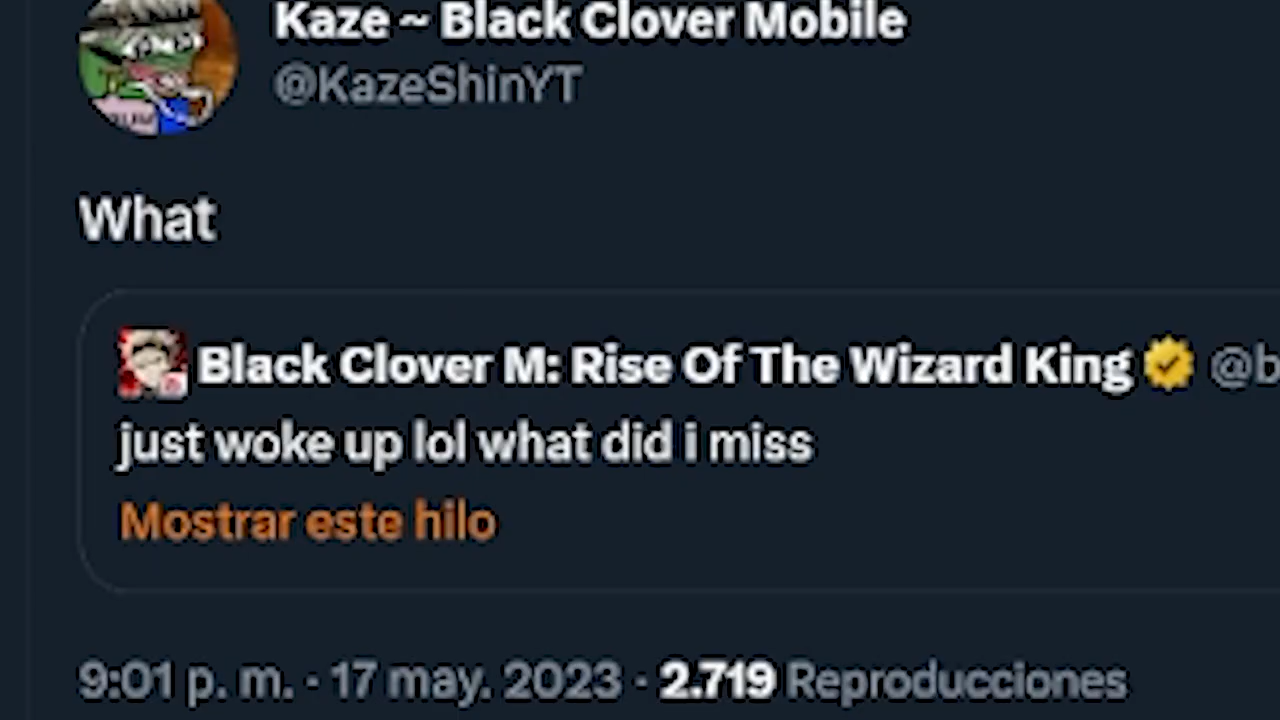 Kaze ~ Black Clover Mobile
@KazeShinYT
What
Black Clover M: Rise Of The Wizard King @b
just woke up lol what did i miss
Mostrar este hilo
9:01 p. m. · 17 may. 2023 · 2.719 Reproducciones